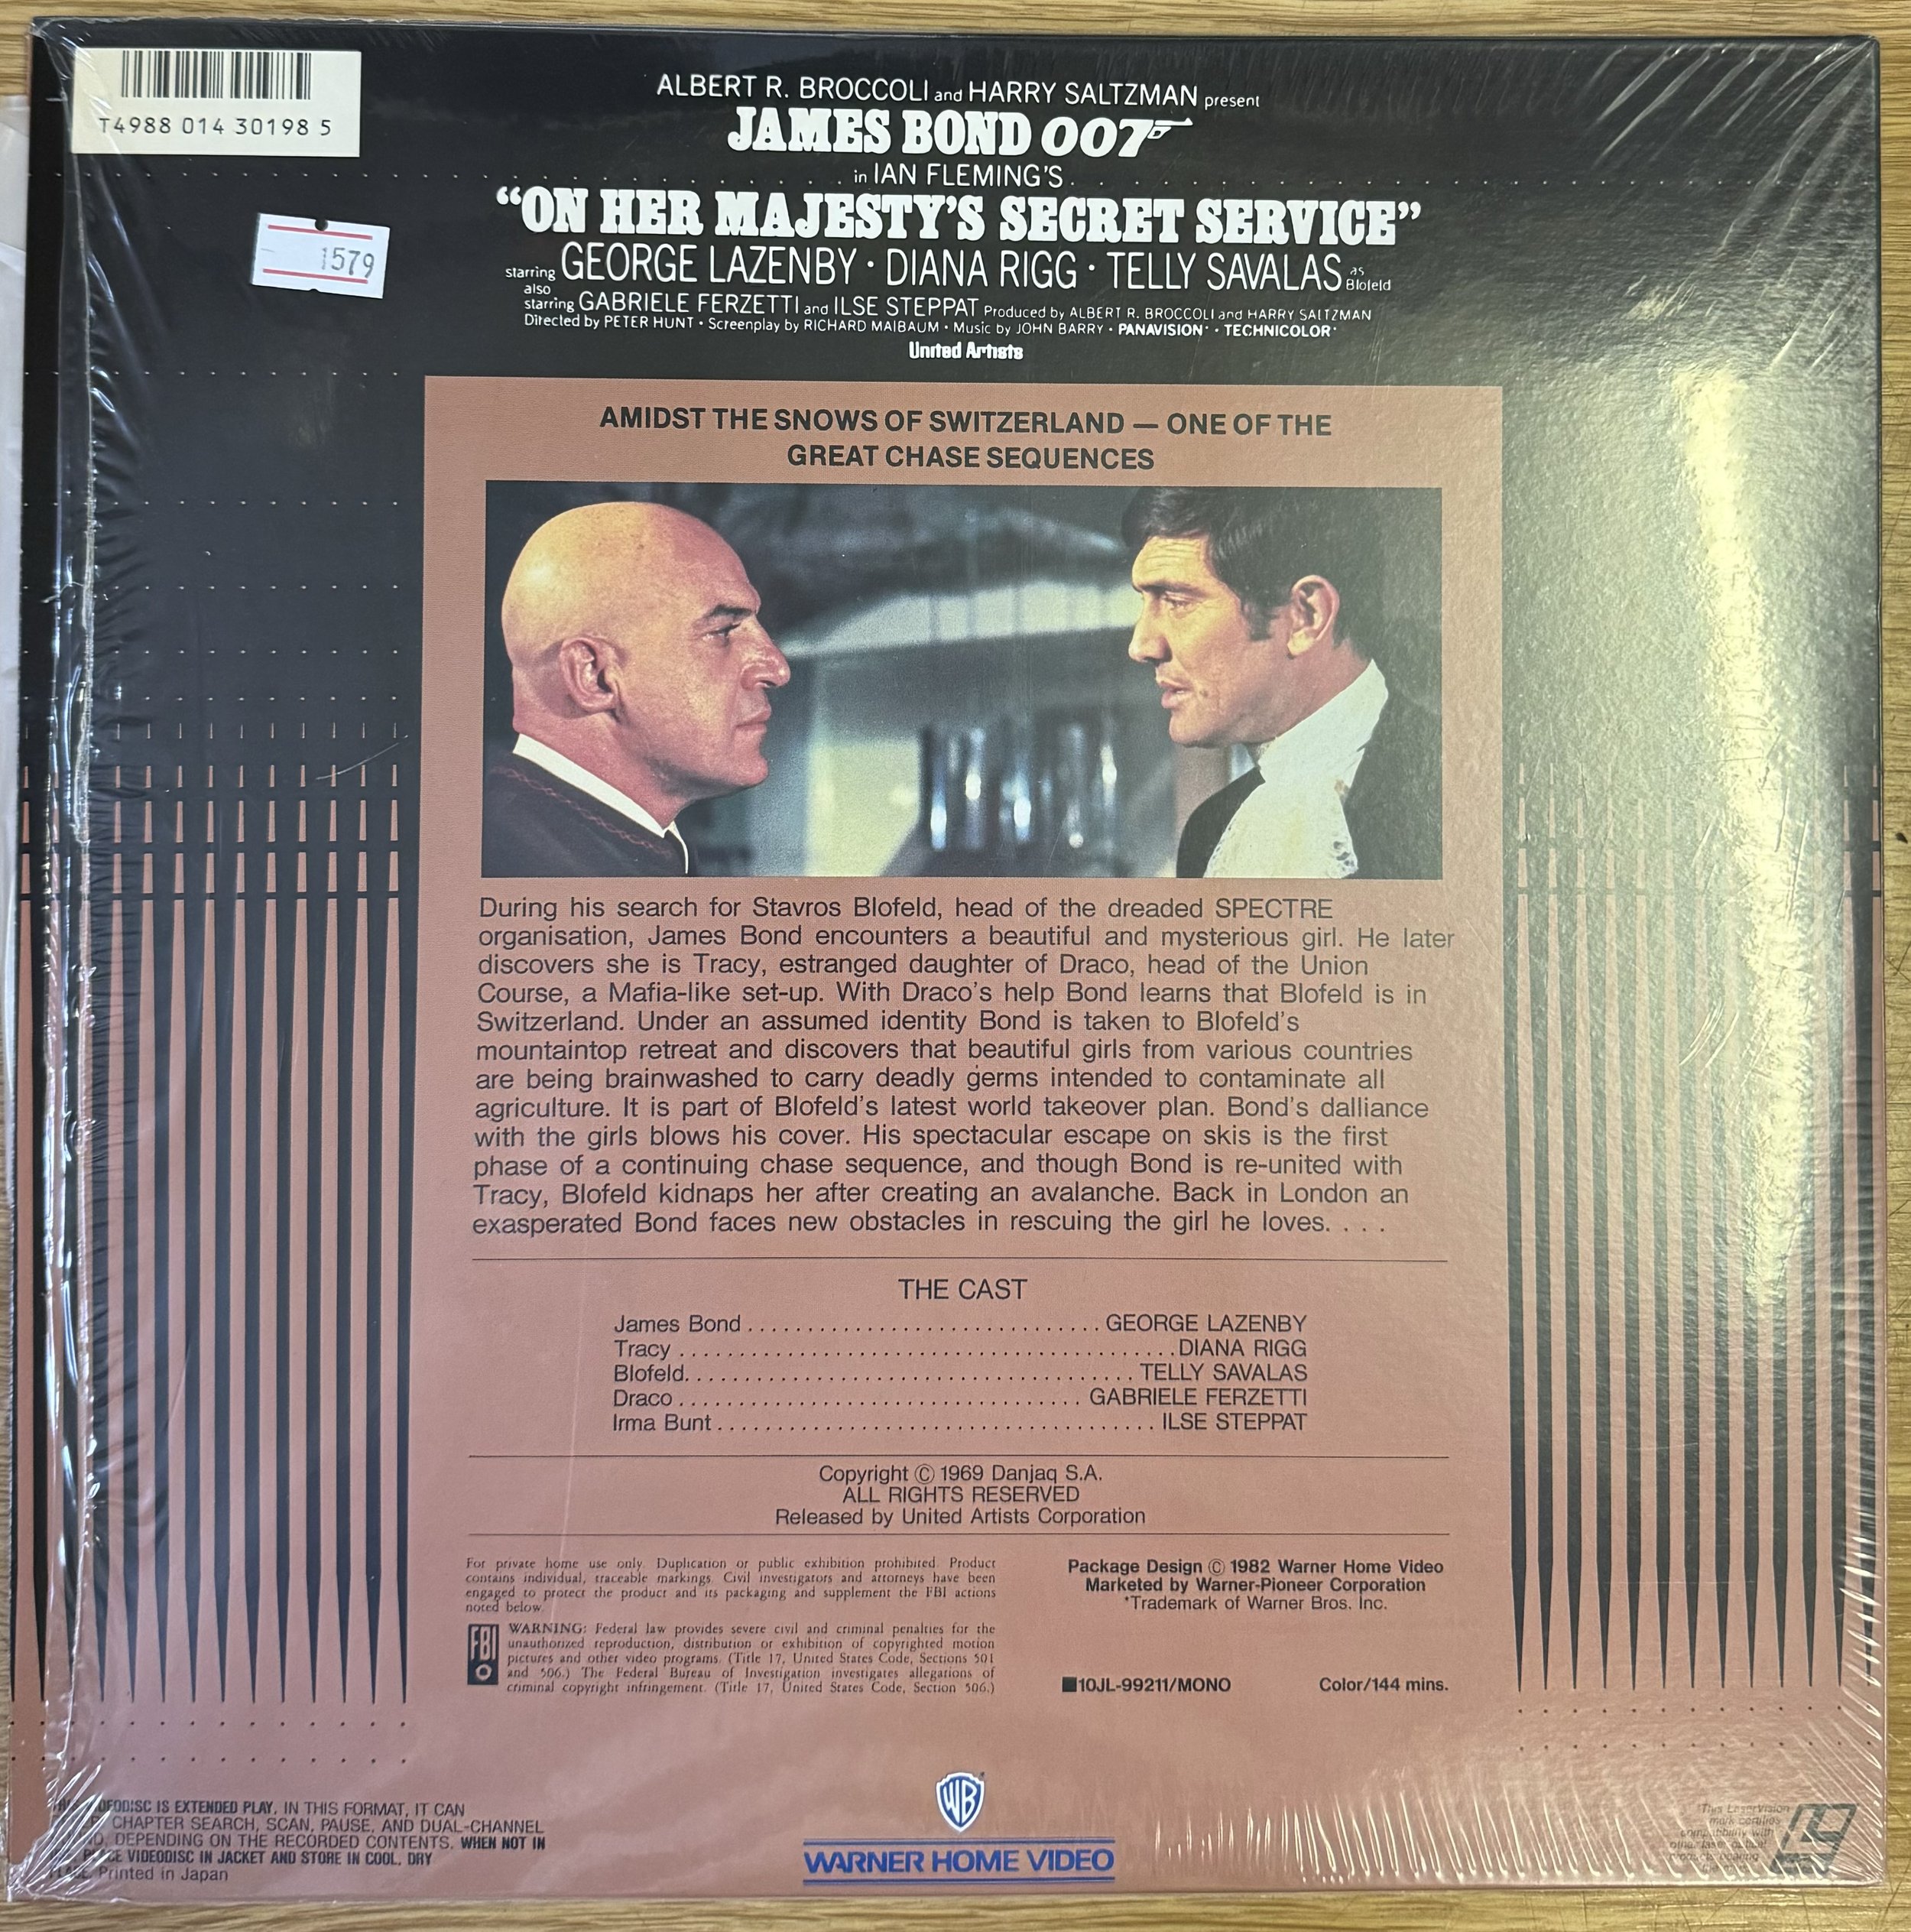 T4988 014 30198 5
1579
ALBERT R. BROCCOLI and HARRY SALTZMAN present
JAMES BOND 007
in IAN FLEMING'S
“ON HER MAJESTY'S SECRET SERVICE”
starring GEORGE LAZENBY · DIANA RIGG · TELLY SAVALAS as Blofeld
also starring GABRIELE FERZETTI and ILSE STEPPAT Produced by ALBERT R. BROCCOLI and HARRY SALTZMAN
Directed by PETER HUNT · Screenplay by RICHARD MAIBAUM · Music by JOHN BARRY · PANAVISION® · TECHNICOLOR®
United Artists
AMIDST THE SNOWS OF SWITZERLAND — ONE OF THE
GREAT CHASE SEQUENCES
During his search for Stavros Blofeld, head of the dreaded SPECTRE
organisation, James Bond encounters a beautiful and mysterious girl. He later
discovers she is Tracy, estranged daughter of Draco, head of the Union
Course, a Mafia-like set-up. With Draco's help Bond learns that Blofeld is in
Switzerland. Under an assumed identity Bond is taken to Blofeld's
mountaintop retreat and discovers that beautiful girls from various countries
are being brainwashed to carry deadly germs intended to contaminate all
agriculture. It is part of Blofeld's latest world takeover plan. Bond's dalliance
with the girls blows his cover. His spectacular escape on skis is the first
phase of a continuing chase sequence, and though Bond is re-united with
Tracy, Blofeld kidnaps her after creating an avalanche. Back in London an
exasperated Bond faces new obstacles in rescuing the girl he loves. . . .
THE CAST
James Bond . . . . . . . . . . . . . . . . . . . . . . . . . . . . . GEORGE LAZENBY
Tracy . . . . . . . . . . . . . . . . . . . . . . . . . . . . . . . . . . . . . . . . . DIANA RIGG
Blofeld. . . . . . . . . . . . . . . . . . . . . . . . . . . . . . . . . . . . . TELLY SAVALAS
Draco . . . . . . . . . . . . . . . . . . . . . . . . . . . . . . . . . GABRIELE FERZETTI
Irma Bunt . . . . . . . . . . . . . . . . . . . . . . . . . . . . . . . . . . . . ILSE STEPPAT
Copyright © 1969 Danjaq S.A.
ALL RIGHTS RESERVED
Released by United Artists Corporation
For private home use only. Duplication or public exhibition prohibited. Product
contains individual, traceable markings. Civil investigators and attorneys have been
engaged to protect the product and its packaging and supplement the FBI actions
noted below.
FBI
WARNING: Federal law provides severe civil and criminal penalties for the
unauthorized reproduction, distribution or exhibition of copyrighted motion
pictures and other video programs. (Title 17, United States Code, Sections 501
and 506.) The Federal Bureau of Investigation investigates allegations of
criminal copyright infringement. (Title 17, United States Code, Section 506.)
Package Design © 1982 Warner Home Video
Marketed by Warner-Pioneer Corporation
*Trademark of Warner Bros. Inc.
■10JL-99211/MONO Color/144 mins.
IS EXTENDED PLAY. IN THIS FORMAT, IT CAN
CHAPTER SEARCH, SCAN, PAUSE, AND DUAL-CHANNEL
DEPENDING ON THE RECORDED CONTENTS. WHEN NOT IN
VIDEODISC IN JACKET AND STORE IN COOL, DRY
Printed in Japan
WB
WARNER HOME VIDEO
This LaserVision
mark certifies
compatibility with
other laser optical
products bearing